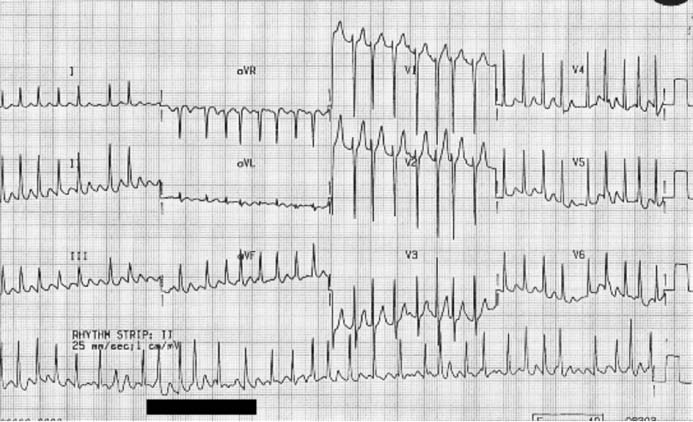 I aVR V1 V4
II aVL V2 V5
III aVF V3 V6
RHYTHM STRIP: II
25 mm/sec;1 cm/mV